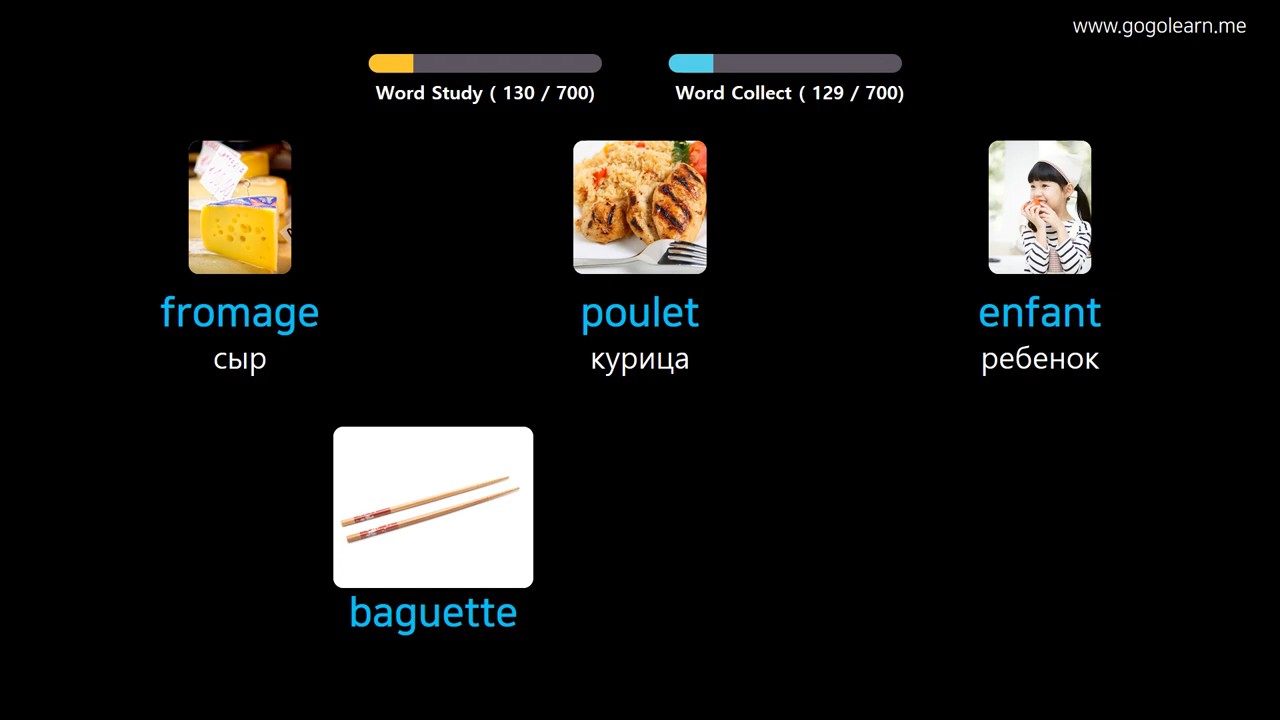 www.gogolearn.me
Word Study ( 130 / 700)
Word Collect ( 129 / 700)
fromage
poulet
enfant
сыр
курица
ребенок
baguette